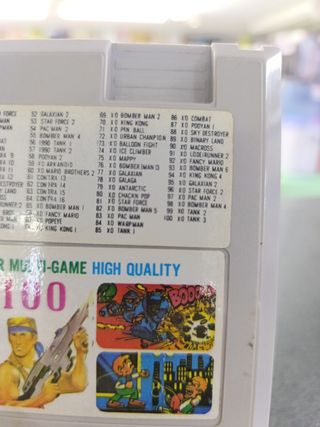 FORCE 52 GALAXIAN 2 69 XO BOMBER MAN 2 86 XO COMBAT
MAN 53 STAR FORCE 2 70 XO KING KONG 87 XO POOYAN 1
PMAN 54 PAC MAN 2 71 XO PIN BALL 88 XO SKY DESTROYER
55 BOMBER MAN 4 72 XO URBAN CHAMPION 89 XO BINARY LAND
56 1990 TANK 1 73 XO BALLOON FIGHT 90 XO MACROSS
57 1990 TANK 2 74 XO ICE CLIMBER 91 XO LODERUNNER 2
58 POOYAN 2 75 XO MAPPY 92 XO FANCY MARIO
59 XO ARKANOID 76 XO BOMBER MAN 3 93 XO BOMBER MAN 6
60 XO MARIO BROTHERS 2 77 XO GALAXIAN 94 XO KING KONG 4
61 CONTRA 13 78 XO GALAGA 95 XO GALAXIAN 2
62 CONTRA 14 79 XO ANTARCTIC 96 XO STAR FORCE 2
63 CONTRA 15 80 XO CHACKN POP 97 XO PAC MAN 2
64 CONTRA 16 81 XO STAR FORCE 98 XO BOMBER MAN 4
65 XO BOMBER MAN 1 82 XO BOMBER MAN 5 99 XO TANK 2
FANCY MARIO 83 XO PAC MAN 100 XO TANK 3
POPEYE 84 XO WARPMAN
KING KONG 1 85 XO TANK 1
R MULTI-GAME HIGH QUALITY
100
BOOM